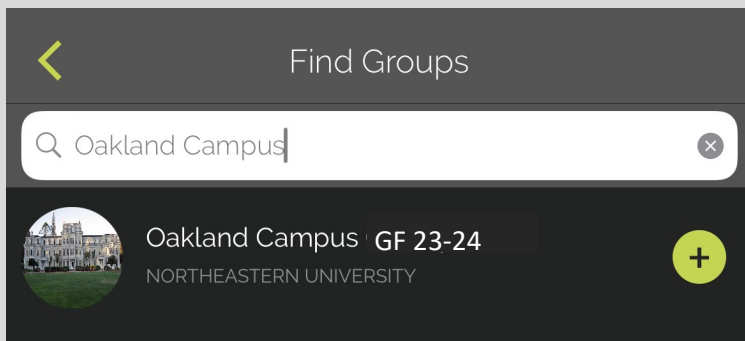 Find Groups
Oakland Campus
Oakland Campus GF 23-24
NORTHEASTERN UNIVERSITY